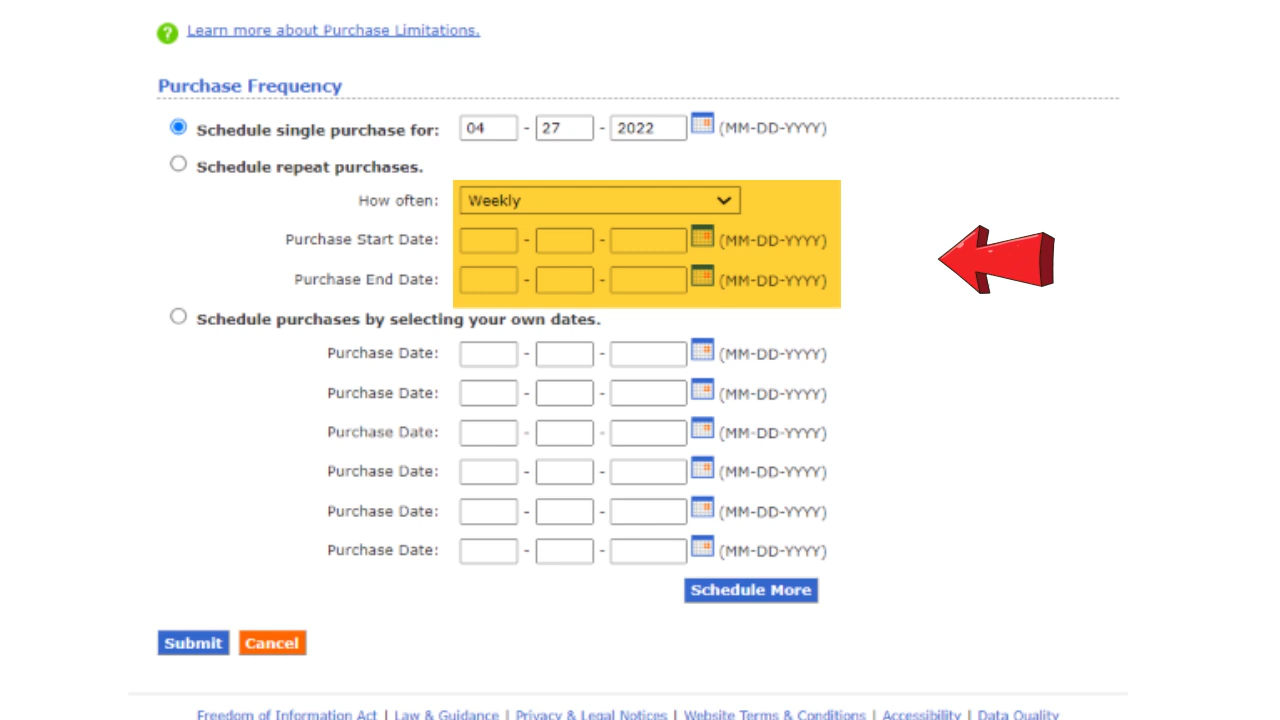 ? Learn more about Purchase Limitations.
Purchase Frequency
Schedule single purchase for: 04 - 27 - 2022 (MM-DD-YYYY)
Schedule repeat purchases.
How often: Weekly
Purchase Start Date: - - (MM-DD-YYYY)
Purchase End Date: - - (MM-DD-YYYY)
Schedule purchases by selecting your own dates.
Purchase Date: - - (MM-DD-YYYY)
Purchase Date: - - (MM-DD-YYYY)
Purchase Date: - - (MM-DD-YYYY)
Purchase Date: - - (MM-DD-YYYY)
Purchase Date: - - (MM-DD-YYYY)
Purchase Date: - - (MM-DD-YYYY)
Schedule More
Submit Cancel
Freedom of Information Act | Law & Guidance | Privacy & Legal Notices | Website Terms & Conditions | Accessibility | Data Quality